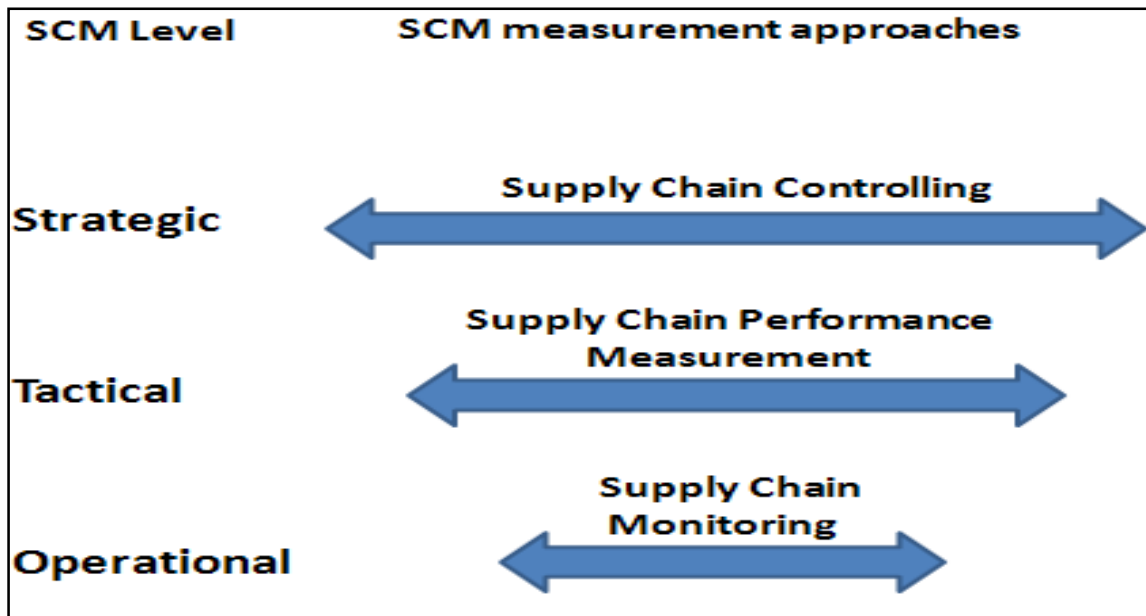 SCM Level
SCM measurement approaches
Supply Chain Controlling
Strategic
Supply Chain Performance
Measurement
Tactical
Supply Chain
Monitoring
Operational